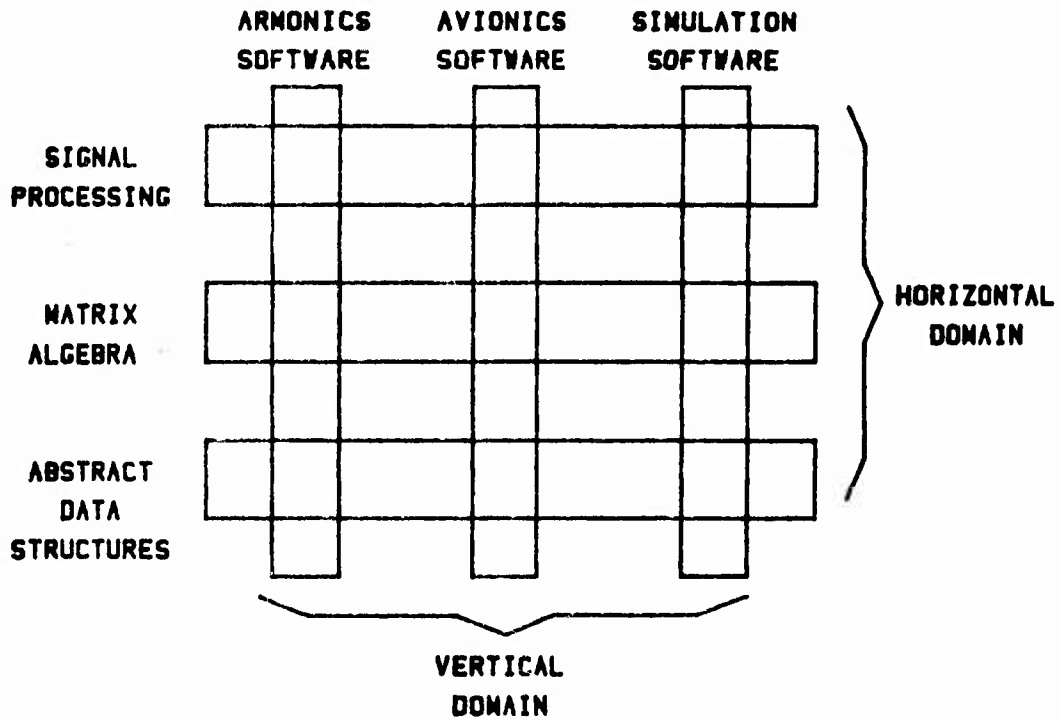 ARMONICS
SOFTWARE
AVIONICS
SOFTWARE
SIMULATION
SOFTWARE
SIGNAL
PROCESSING
MATRIX
ALGEBRA
ABSTRACT
DATA
STRUCTURES
HORIZONTAL
DOMAIN
VERTICAL
DOMAIN